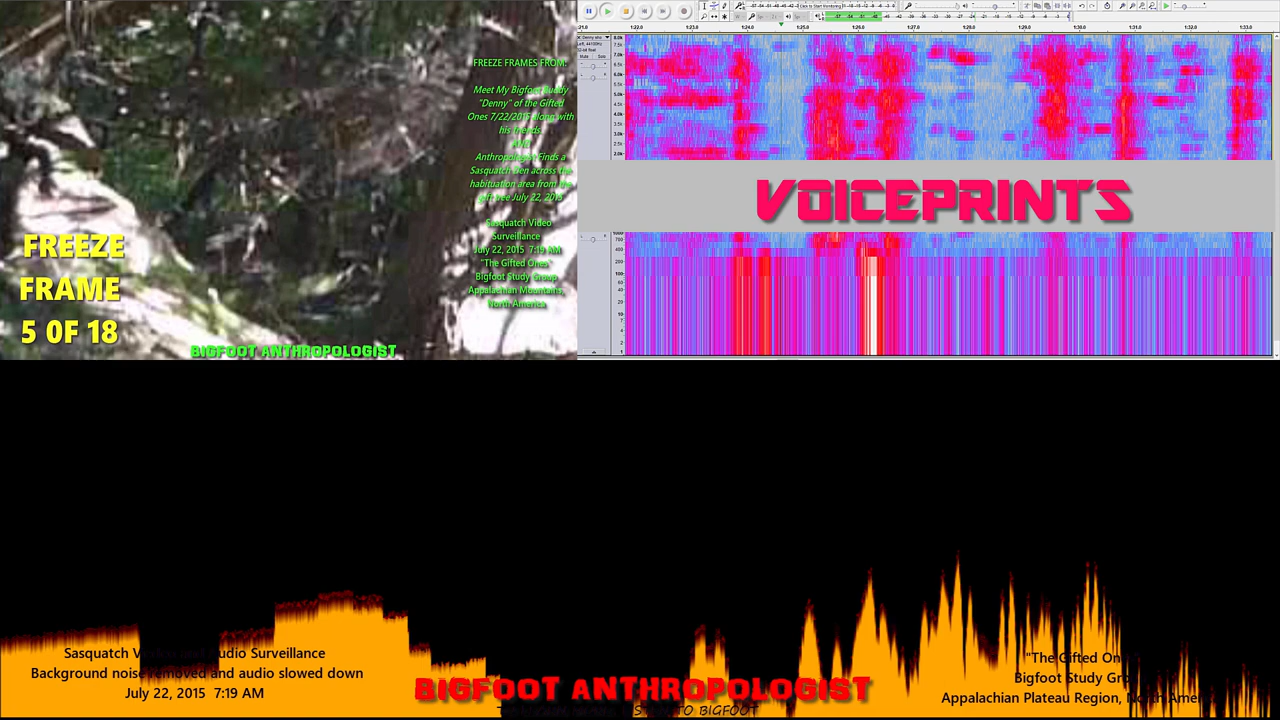 FREEZE FRAMES FROM:
Meet My Bigfoot Buddy
"Denny" of the Gifted
Ones 7/22/2015 along with
his friends.
AND
Anthropologist Finds a
Sasquatch Den across the
habituation area from the
gift tree July 22, 2015
Sasquatch Video
Surveillance
July 22, 2015 7:19 AM
"The Gifted Ones"
Bigfoot Study Group
Appalachian Mountains,
North America
FREEZE
FRAME
5 OF 18
BIGFOOT ANTHROPOLOGIST
VOICEPRINTS
Sasquatch Video and Audio Surveillance
Background noise removed and audio slowed down
July 22, 2015 7:19 AM
BIGFOOT ANTHROPOLOGIST
TO BIGFOOT
"The Gifted On
Bigfoot Study Gro
Appalachian Plateau Region, North Amer